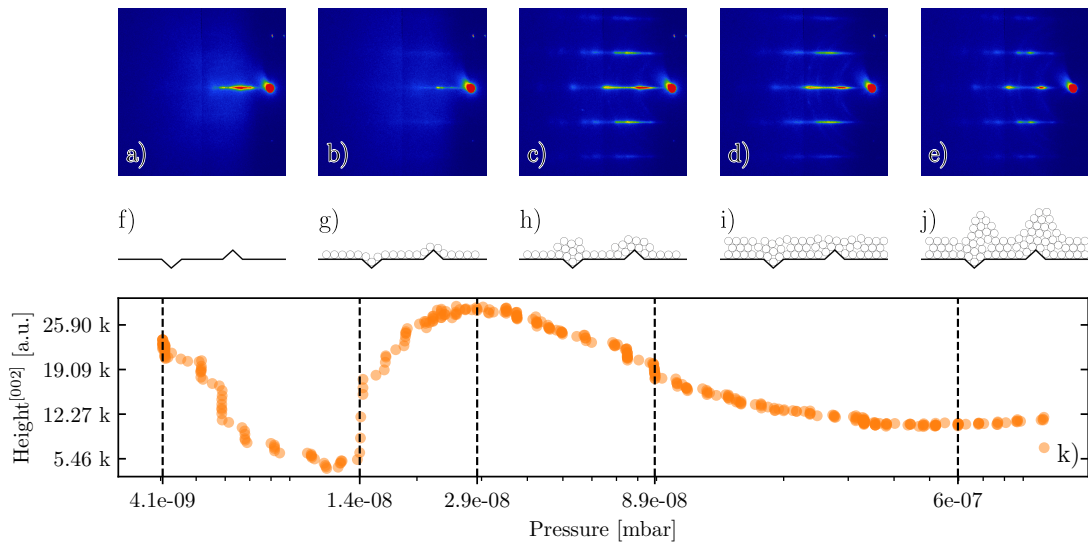 a) b) c) d) e)
f) g) h) i) j)
25.90 k
19.09 k
12.27 k
5.46 k
Height[002] [a.u.]
k)
4.1e-09 1.4e-08 2.9e-08 8.9e-08 6e-07
Pressure [mbar]